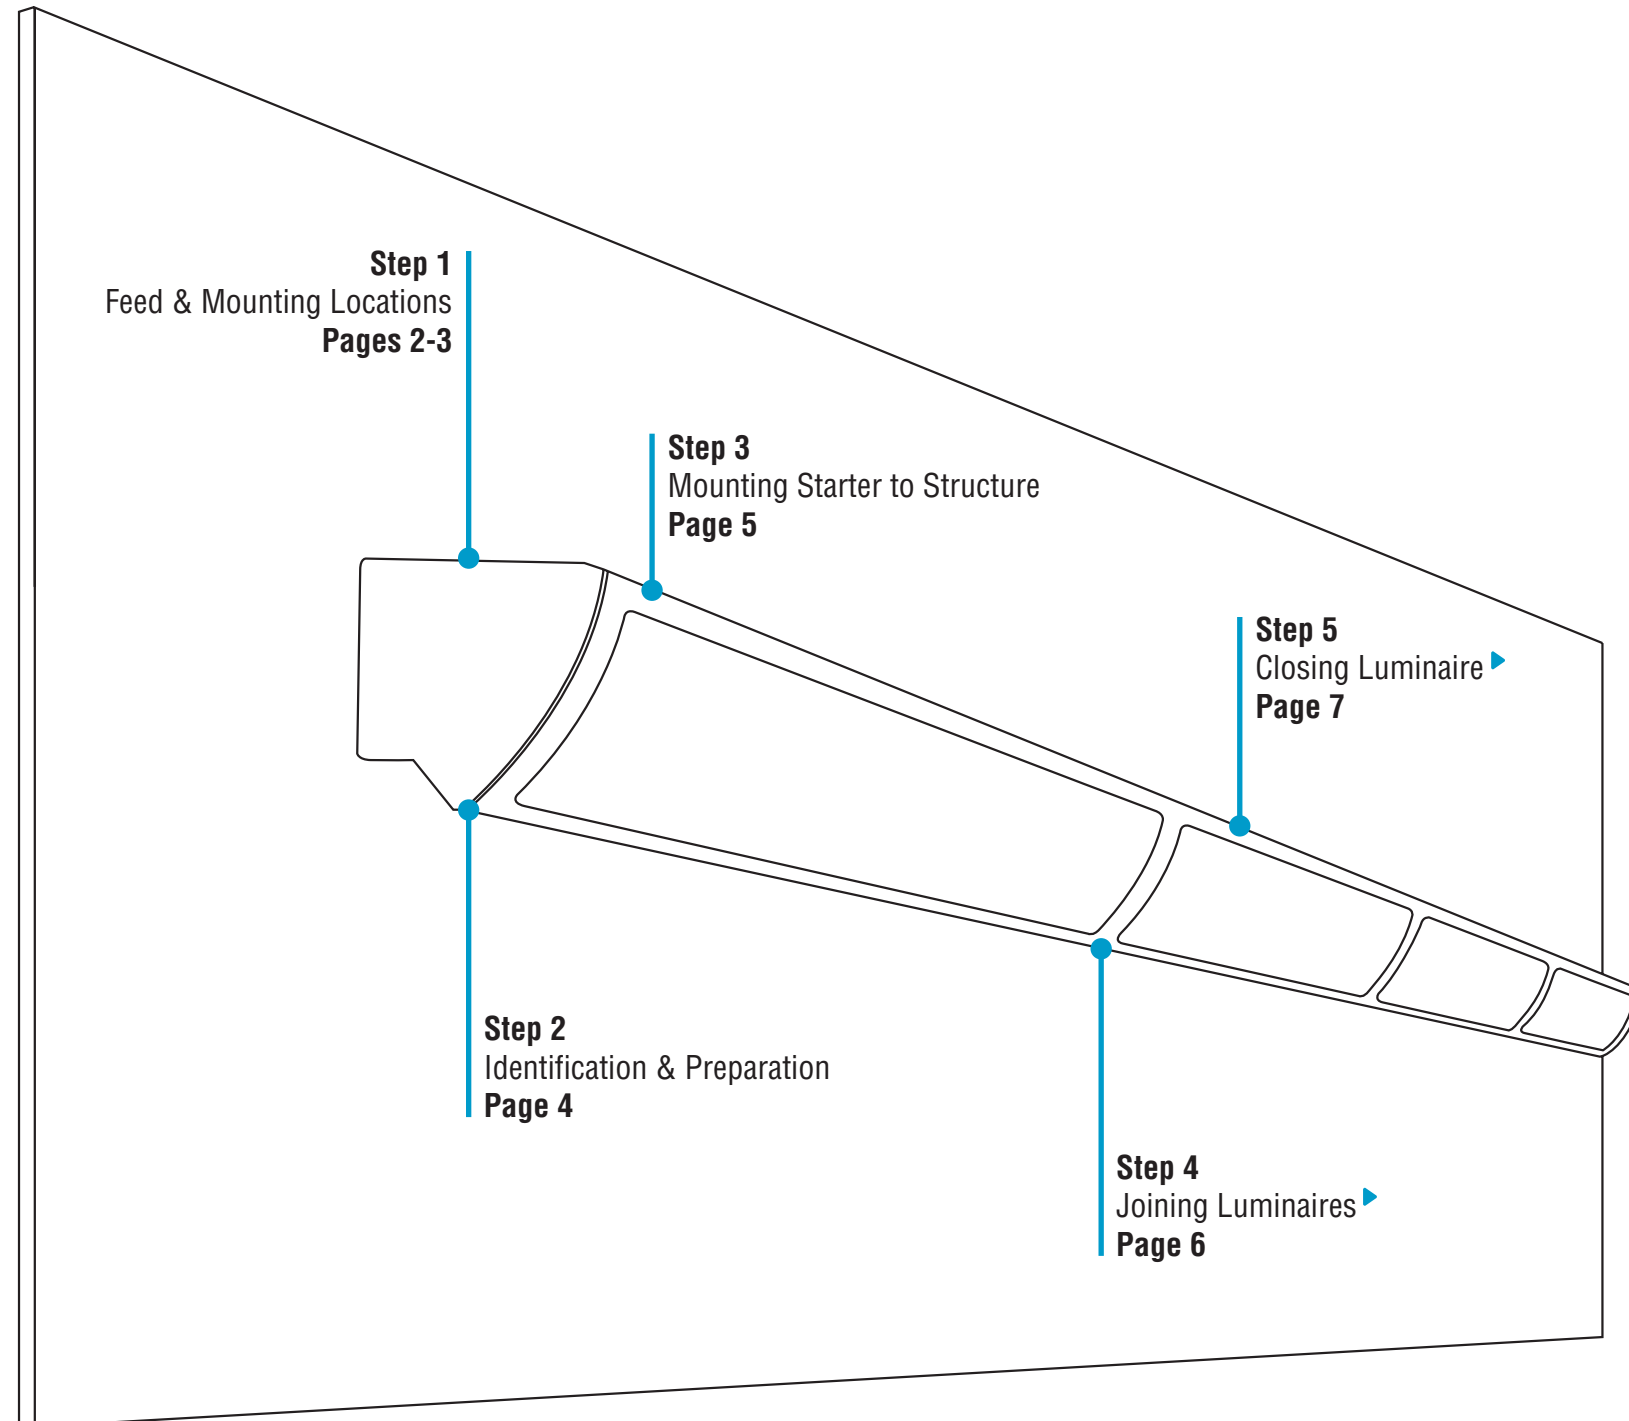 Step 1
Feed & Mounting Locations
Pages 2-3
Step 3
Mounting Starter to Structure
Page 5
Step 5
Closing Luminaire
Page 7
Step 2
Identification & Preparation
Page 4
Step 4
Joining Luminaires
Page 6